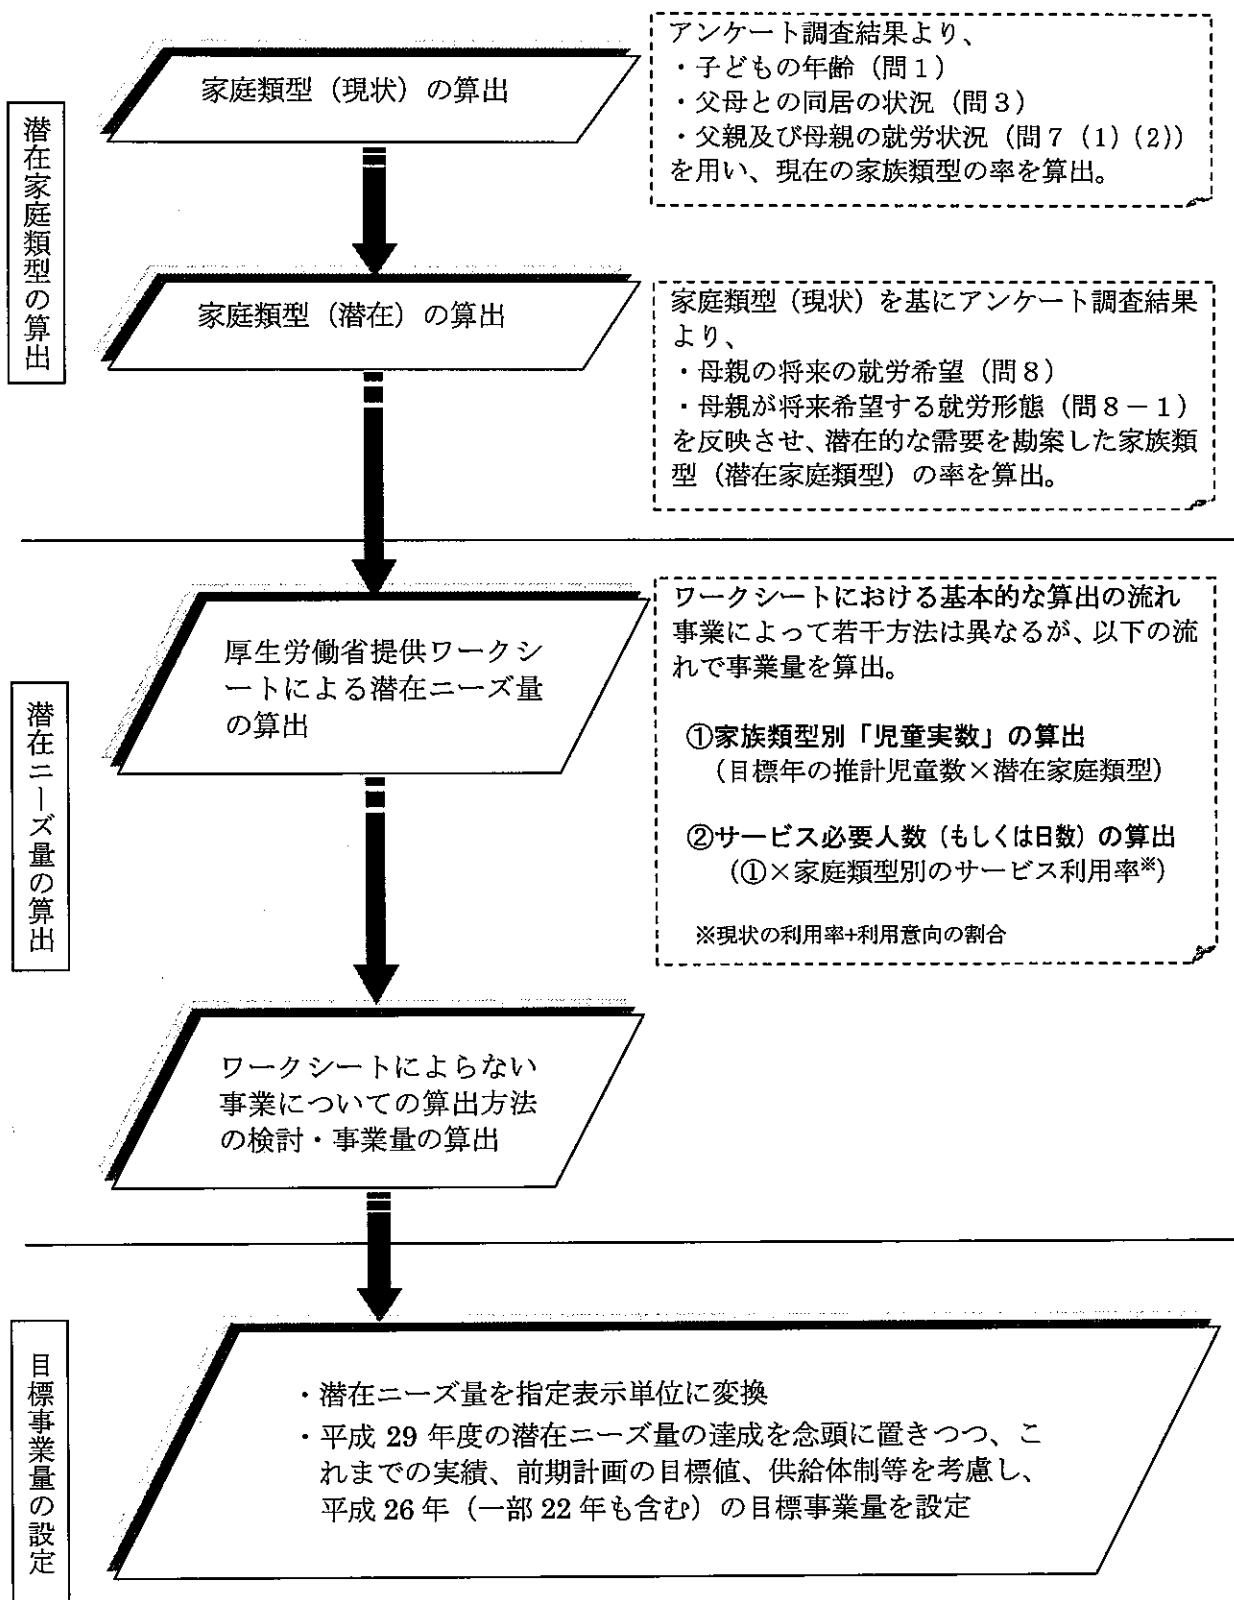 潜在家庭類型の算出
家庭類型（現状）の算出
アンケート調査結果より、
・子どもの年齢（問１）
・父母との同居の状況（問３）
・父親及び母親の就労状況（問７（1）（2））
を用い、現在の家族類型の率を算出。
家庭類型（潜在）の算出
家庭類型（現状）を基にアンケート調査結果
より、
・母親の将来の就労希望（問８）
・母親が将来希望する就労形態（問８－１）
を反映させ、潜在的な需要を勘案した家族類
型（潜在家庭類型）の率を算出。
潜在ニーズ量の算出
厚生労働省提供ワークシ
ートによる潜在ニーズ量
の算出
ワークシートにおける基本的な算出の流れ
事業によって若干方法は異なるが、以下の流
れで事業量を算出。
①家族類型別「児童実数」の算出
（目標年の推計児童数×潜在家庭類型）
②サービス必要人数（もしくは日数）の算出
（①×家庭類型別のサービス利用率※）
※現状の利用率+利用意向の割合
ワークシートによらない
事業についての算出方法
の検討・事業量の算出
目標事業量の設定
・潜在ニーズ量を指定表示単位に変換
・平成 29 年度の潜在ニーズ量の達成を念頭に置きつつ、こ
れまでの実績、前期計画の目標値、供給体制等を考慮し、
平成 26 年（一部 22 年も含む）の目標事業量を設定